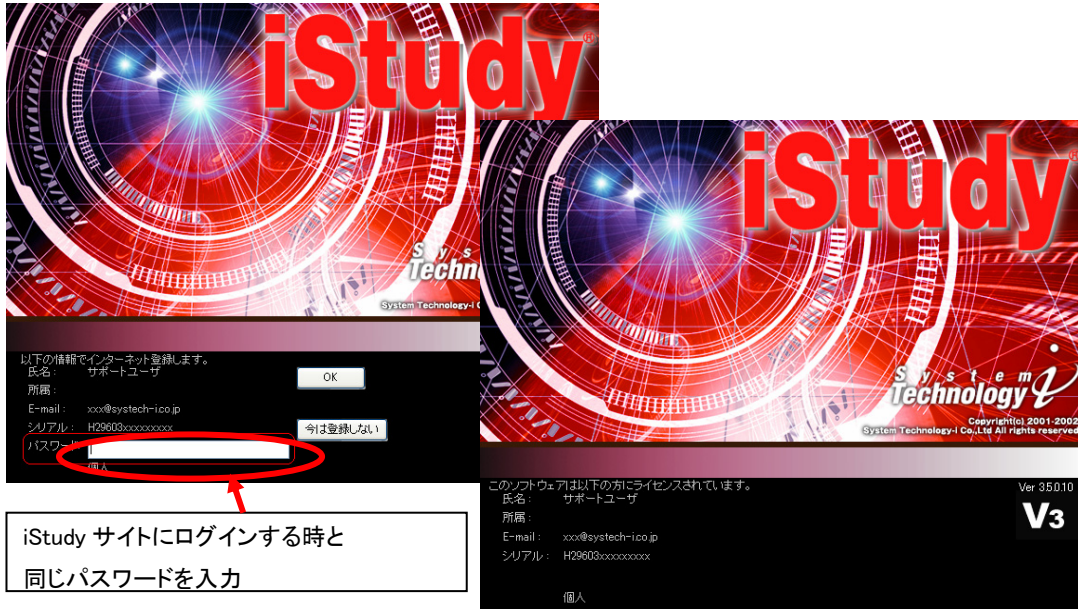 iStudy®
Sys
Techn
System Technology-i C
以下の情報でインターネット登録します。
氏名: サポートユーザ
所属:
E-mail: xxx@systech-i.co.jp
シリアル: H29603xxxxxxxxx
パスワード
個人
OK
今は登録しない
iStudy サイトにログインする時と
同じパスワードを入力
iStudy®
System
Technology i
Copyright(c) 2001-2002
System Technology-i Co.,Ltd All rights reserved
このソフトウェアは以下の方にライセンスされています。
氏名: サポートユーザ
所属:
E-mail: xxx@systech-i.co.jp
シリアル: H29603xxxxxxxxx
個人
Ver 3.5.0.10
V3